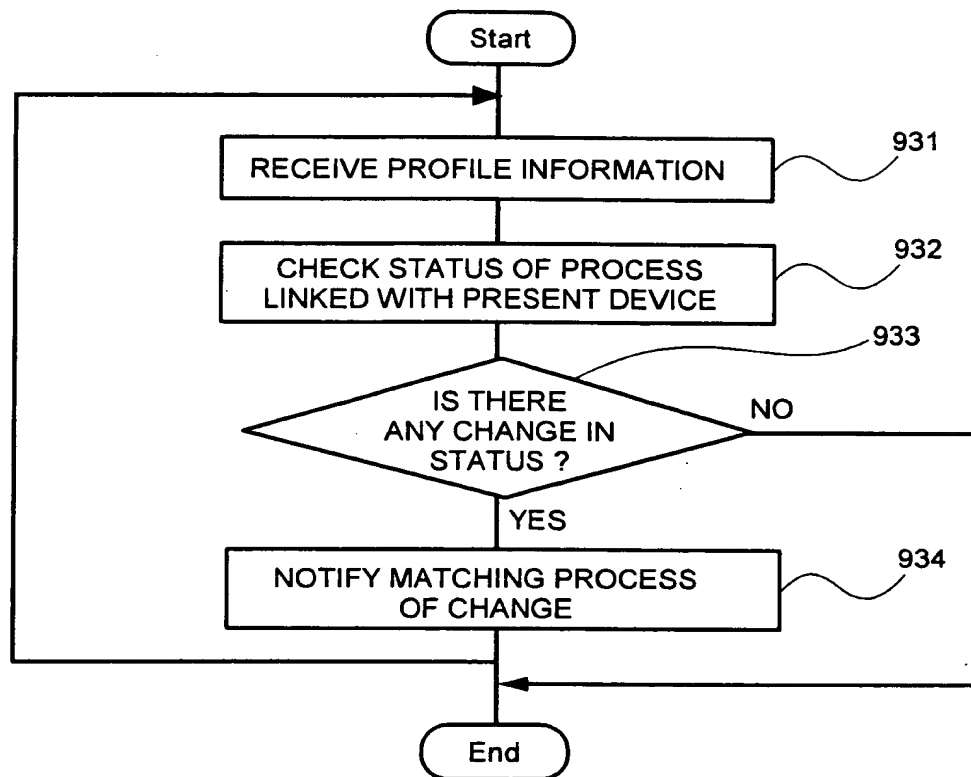 Start
RECEIVE PROFILE INFORMATION
931
CHECK STATUS OF PROCESS
LINKED WITH PRESENT DEVICE
932
933
IS THERE
ANY CHANGE IN
STATUS ?
NO
YES
NOTIFY MATCHING PROCESS
OF CHANGE
934
End